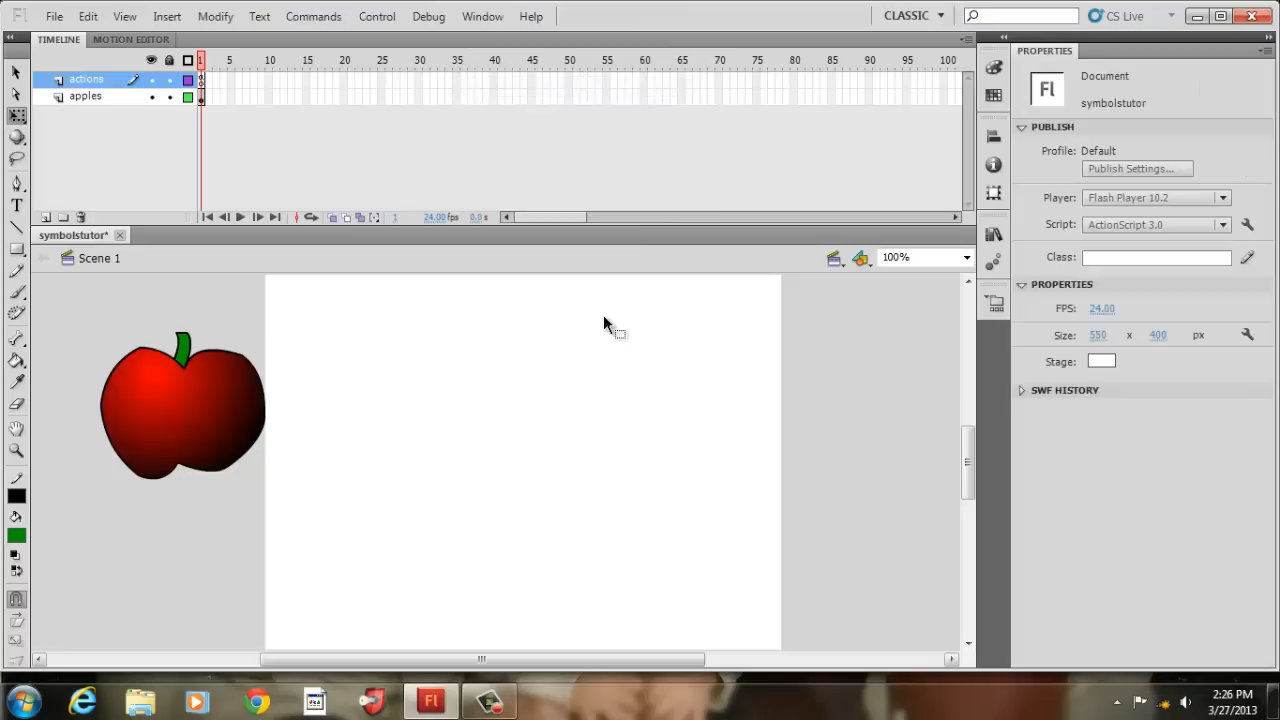 Fl File Edit View Insert Modify Text Commands Control Debug Window Help CLASSIC CS Live
TIMELINE MOTION EDITOR
1 5 10 15 20 25 30 35 40 45 50 55 60 65 70 75 80 85 90 95 100
actions
apples
1 24.00 fps 0.0 s
symbolstutor*
Scene 1 100%
PROPERTIES
Fl
Document
symbolstutor
PUBLISH
Profile: Default
Publish Settings...
Player: Flash Player 10.2
Script: ActionScript 3.0
Class:
PROPERTIES
FPS: 24.00
Size: 550 x 400 px
Stage:
SWF HISTORY
Fl
2:26 PM
3/27/2013